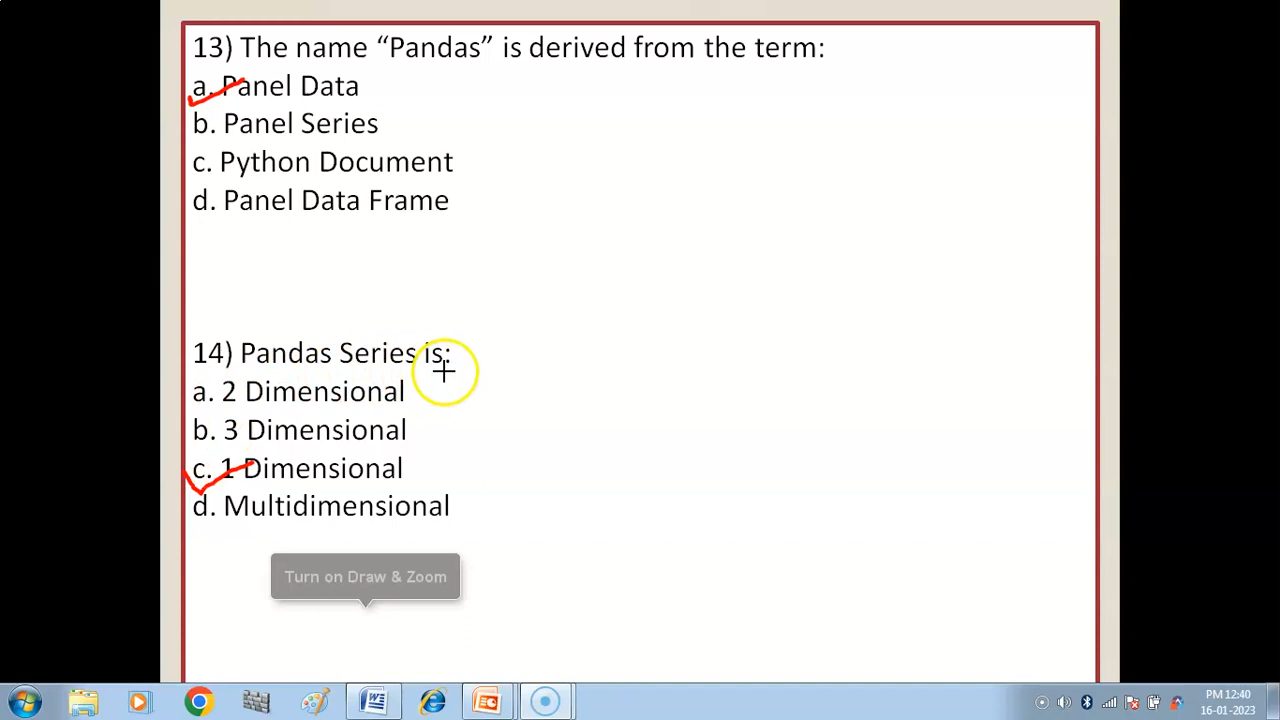 13) The name “Pandas” is derived from the term:
a. Panel Data
b. Panel Series
c. Python Document
d. Panel Data Frame
14) Pandas Series is:
a. 2 Dimensional
b. 3 Dimensional
c. 1 Dimensional
d. Multidimensional
Turn on Draw & Zoom
PM 12:40
16-01-2023